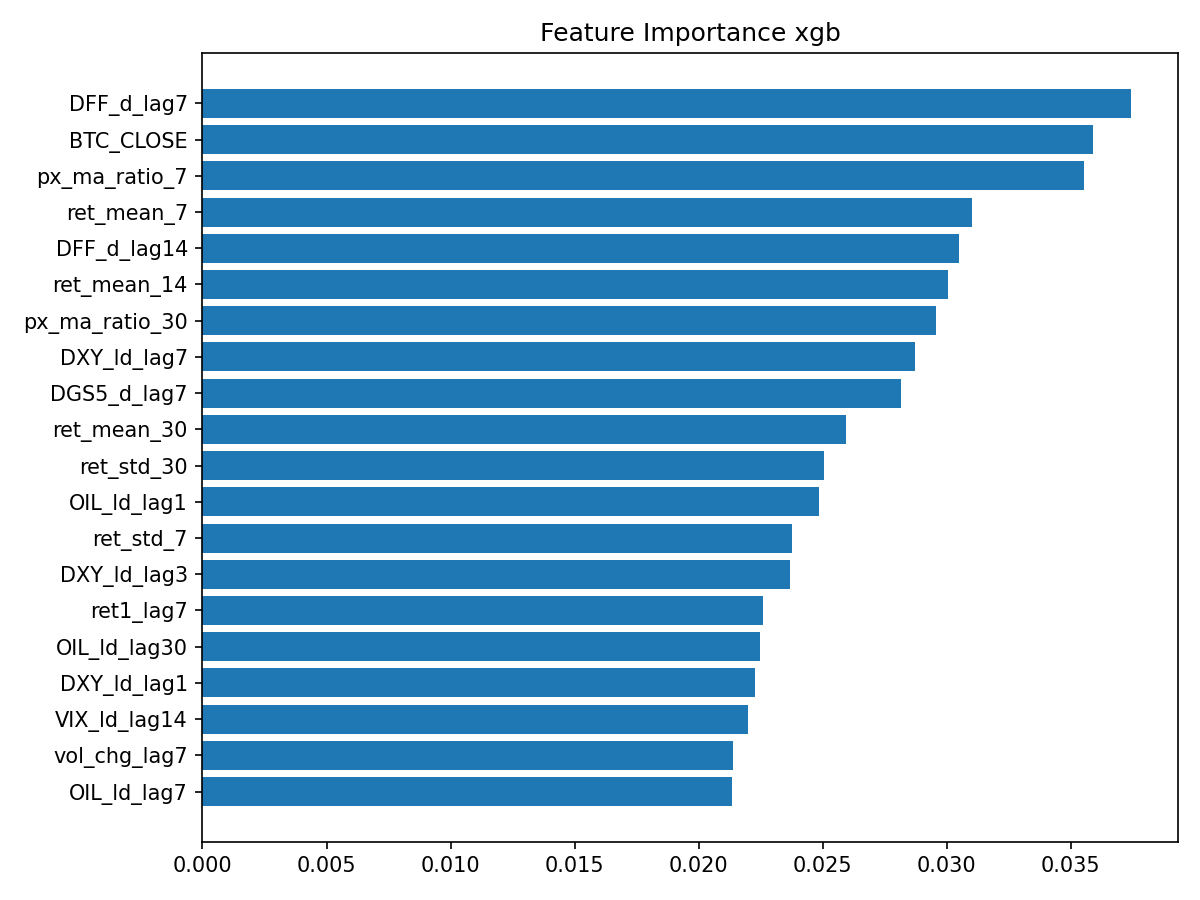 Feature Importance xgb
DFF_d_lag7
BTC_CLOSE
px_ma_ratio_7
ret_mean_7
DFF_d_lag14
ret_mean_14
px_ma_ratio_30
DXY_ld_lag7
DGS5_d_lag7
ret_mean_30
ret_std_30
OIL_ld_lag1
ret_std_7
DXY_ld_lag3
ret1_lag7
OIL_ld_lag30
DXY_ld_lag1
VIX_ld_lag14
vol_chg_lag7
OIL_ld_lag7
0.000 0.005 0.010 0.015 0.020 0.025 0.030 0.035